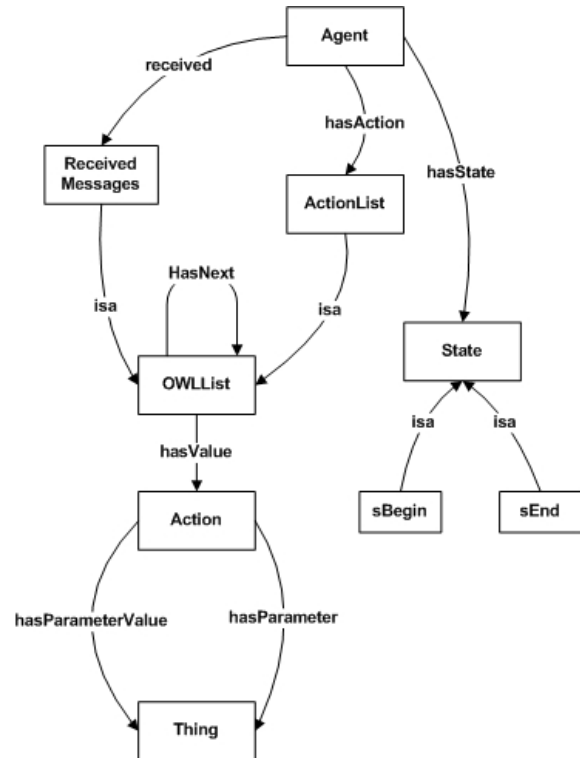 Agent
received
hasAction
Received
Messages
ActionList
hasState
HasNext
isa
isa
State
OWLList
isa
isa
hasValue
Action
sBegin
sEnd
hasParameterValue
hasParameter
Thing